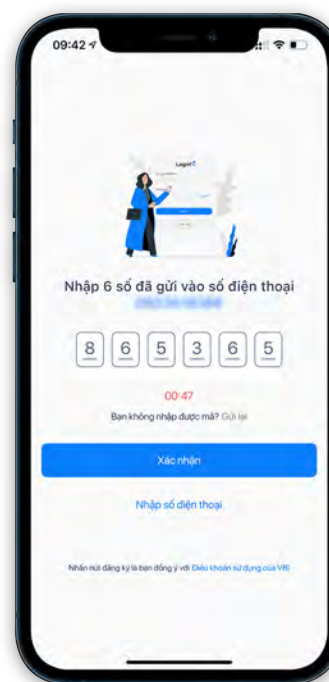 09:42
Login
Nhập 6 số đã gửi vào số điện thoại
8 6 5 3 6 5
00:47
Bạn không nhập được mã? Gửi lại
Xác nhận
Nhập số điện thoại
Nhấn nút đăng ký là bạn đồng ý với Điều khoản sử dụng của VBI